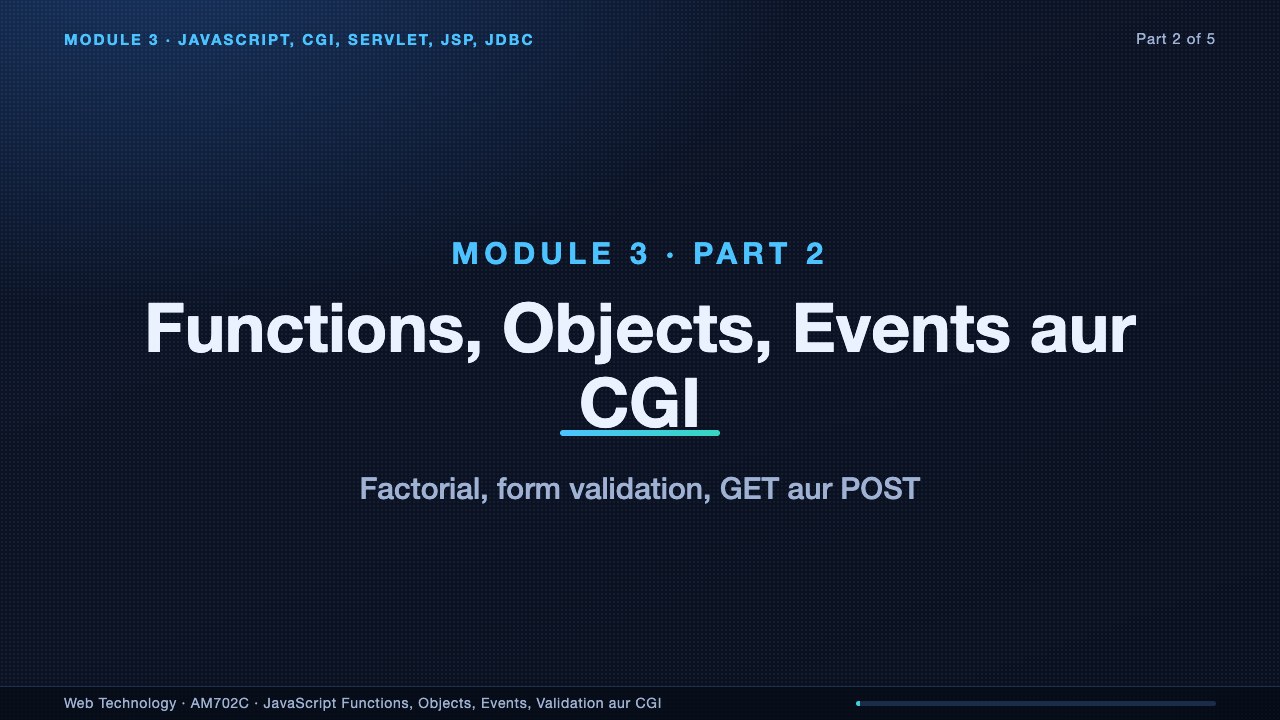 MODULE 3 · JAVASCRIPT, CGI, SERVLET, JSP, JDBC
Part 2 of 5
MODULE 3 · PART 2
Functions, Objects, Events aur
CGI
Factorial, form validation, GET aur POST
Web Technology · AM702C · JavaScript Functions, Objects, Events, Validation aur CGI